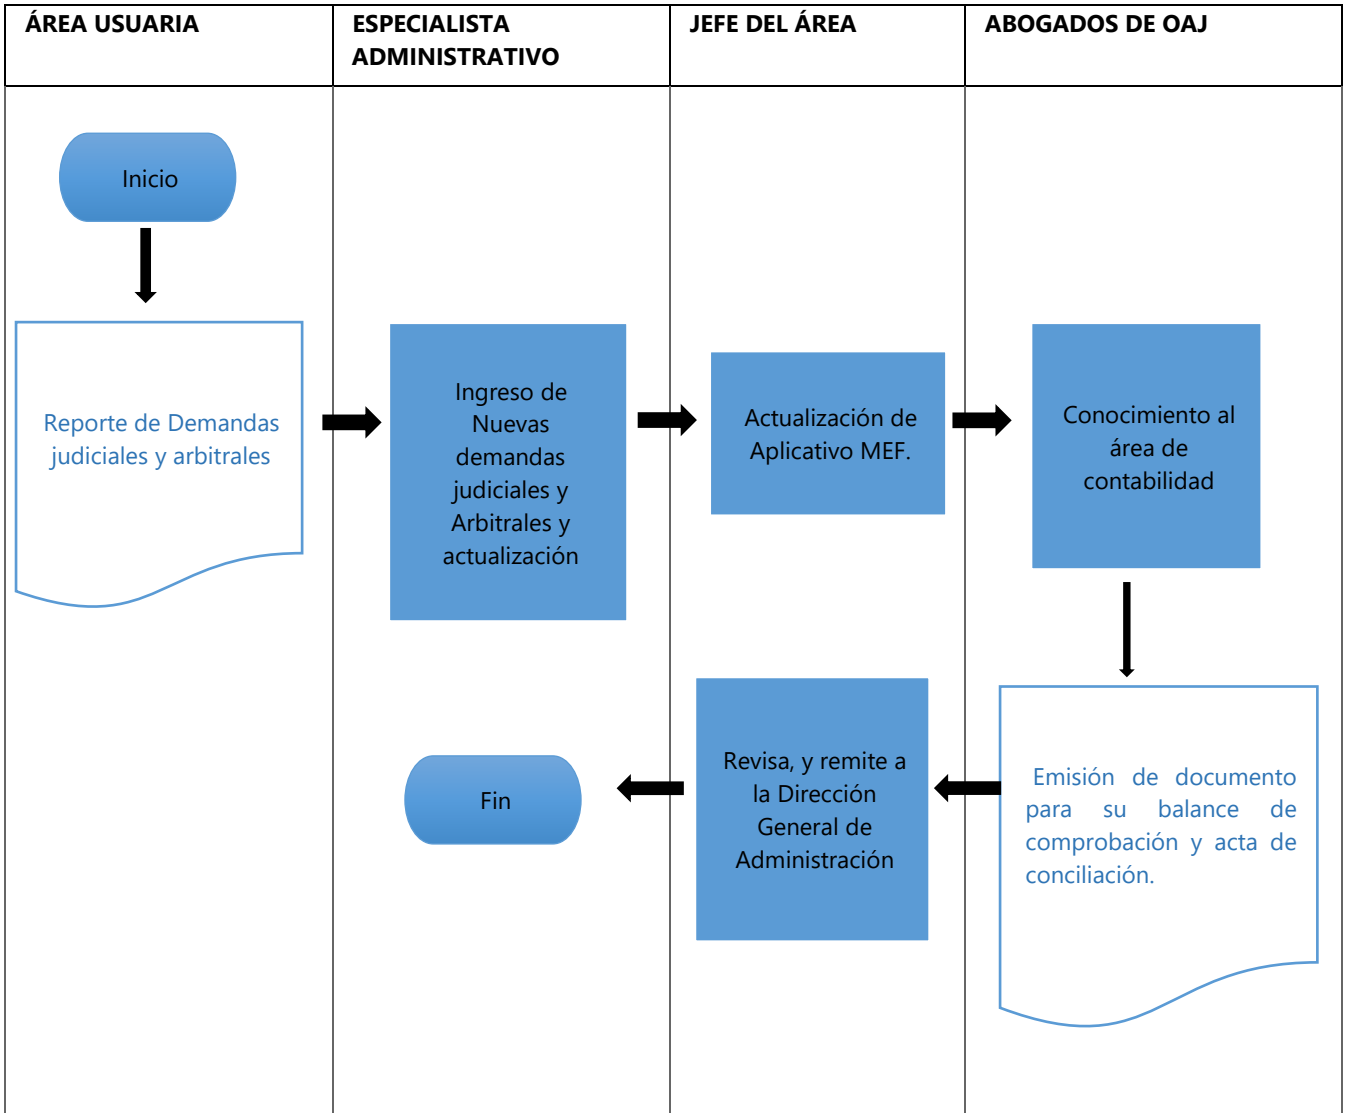 ÁREA USUARIA
ESPECIALISTA
ADMINISTRATIVO
JEFE DEL ÁREA
ABOGADOS DE OAJ
Inicio
Reporte de Demandas
judiciales y arbitrales
Ingreso de
Nuevas
demandas
judiciales y
Arbitrales y
actualización
Actualización de
Aplicativo MEF.
Conocimiento al
área de
contabilidad
Emisión de documento
para su balance de
comprobación y acta de
conciliación.
Revisa, y remite a
la Dirección
General de
Administración
Fin